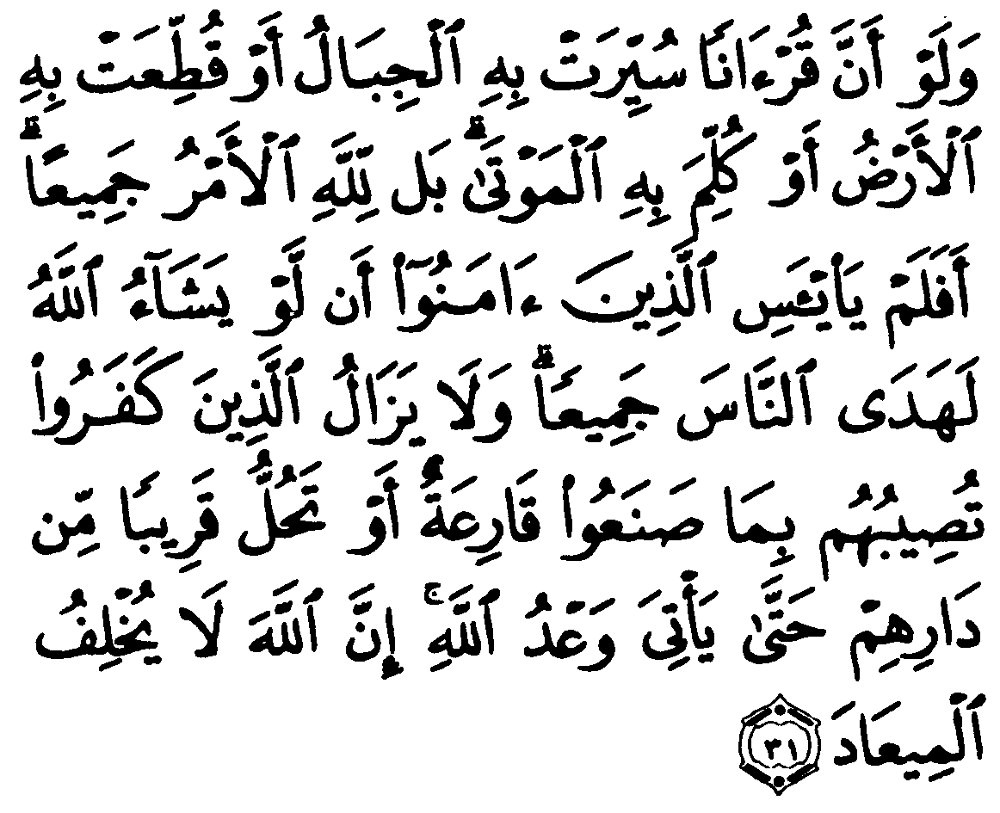 وَلَوْ أَنَّ قُرْءَانًا سُيِّرَتْ بِهِ ٱلْجِبَالُ أَوْ قُطِّعَتْ بِهِ
ٱلْأَرْضُ أَوْ كُلِّمَ بِهِ ٱلْمَوْتَىٰ ۗ بَل لِّلَّهِ ٱلْأَمْرُ جَمِيعًا ۗ
أَفَلَمْ يَا۟يْـَٔسِ ٱلَّذِينَ ءَامَنُوٓا۟ أَن لَّوْ يَشَآءُ ٱللَّهُ
لَهَدَى ٱلنَّاسَ جَمِيعًا ۗ وَلَا يَزَالُ ٱلَّذِينَ كَفَرُوا۟
تُصِيبُهُم بِمَا صَنَعُوا۟ قَارِعَةٌ أَوْ تَحُلُّ قَرِيبًا مِّن
دَارِهِمْ حَتَّىٰ يَأْتِىَ وَعْدُ ٱللَّهِ ۚ إِنَّ ٱللَّهَ لَا يُخْلِفُ
ٱلْمِيعَادَ ٣١